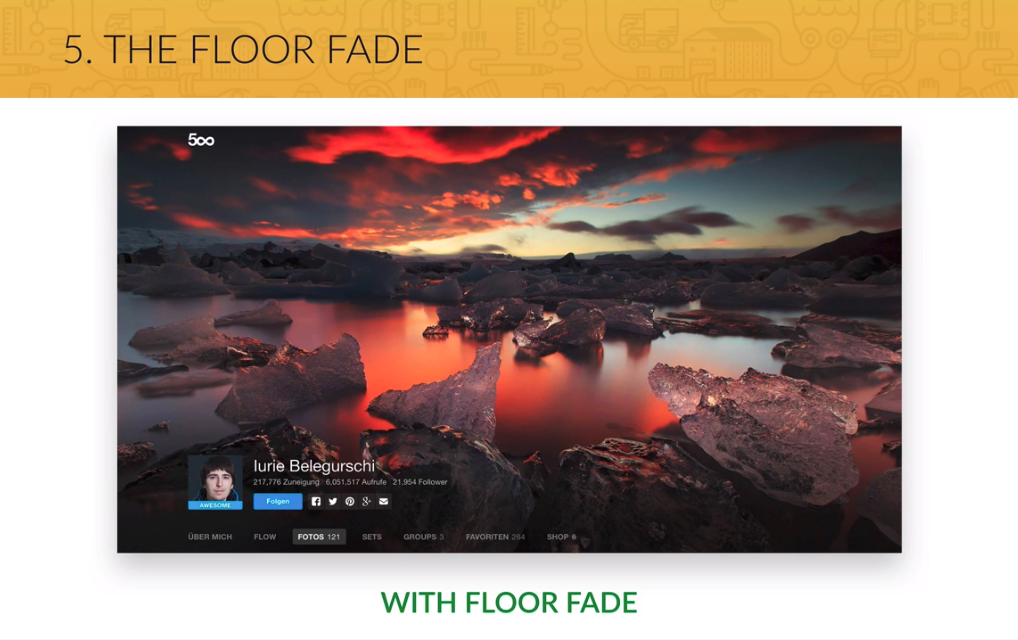 5. THE FLOOR FADE
500
Iurie Belegurschi
217,776 Zuneigung 6,051,517 Aufrufe 21,954 Follower
AWESOME
Folgen
ÜBER MICH FLOW FOTOS 121 SETS GROUPS 3 FAVORITEN 264 SHOP 6
WITH FLOOR FADE